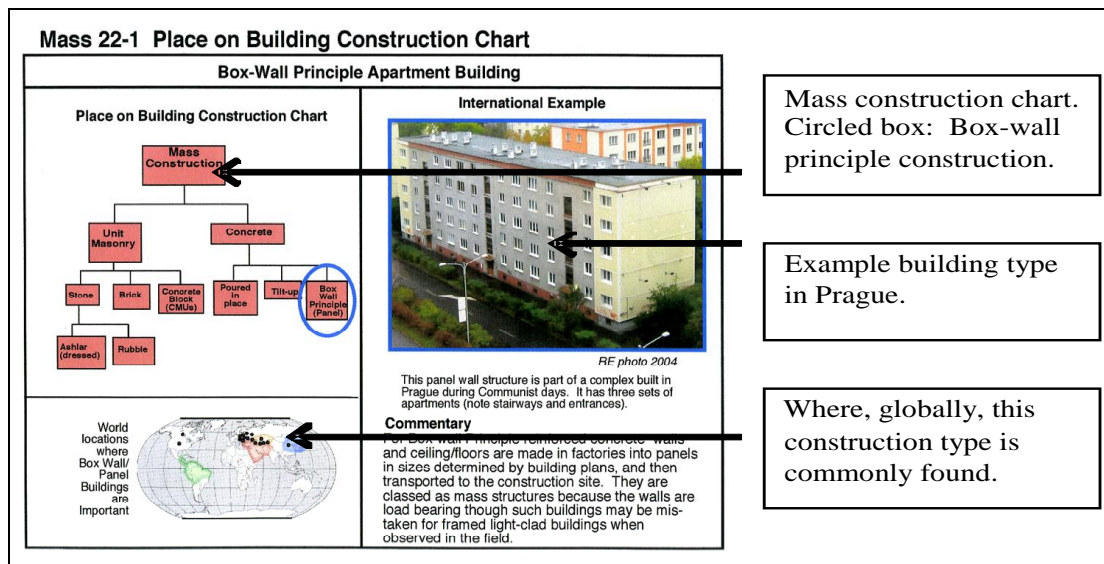 Mass 22-1 Place on Building Construction Chart
Box-Wall Principle Apartment Building
Place on Building Construction Chart
Mass
Construction
Unit
Masonry
Concrete
Stone
Brick
Concrete
Block
(CMUs)
Poured
in
place
Tilt-up
Box
Wall
Principle
(Panel)
Ashlar
(dressed)
Rubble
World
locations
where
Box Wall/
Panel
Buildings
are
Important
International Example
RE photo 2004
This panel wall structure is part of a complex built in
Prague during Communist days. It has three sets of
apartments (note stairways and entrances).
Commentary
For Box wall Principle reinforced concrete walls
and ceiling/floors are made in factories into panels
in sizes determined by building plans, and then
transported to the construction site. They are
classed as mass structures because the walls are
load bearing though such buildings may be mis-
taken for framed light-clad buildings when
observed in the field.
Mass construction chart.
Circled box: Box-wall
principle construction.
Example building type
in Prague.
Where, globally, this
construction type is
commonly found.